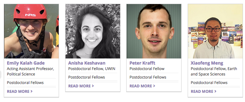 Emily Kalah Gade
Acting Assistant Professor,
Political Science
Postdoctoral Fellows
READ MORE
Anisha Keshavan
Postdoctoral Fellow, UWIN
Postdoctoral Fellows
READ MORE
Peter Krafft
Postdoctoral Fellow
Postdoctoral Fellows
READ MORE
Xiaofeng Meng
Postdoctoral Fellow, Earth
and Space Sciences
Postdoctoral Fellows
READ MORE